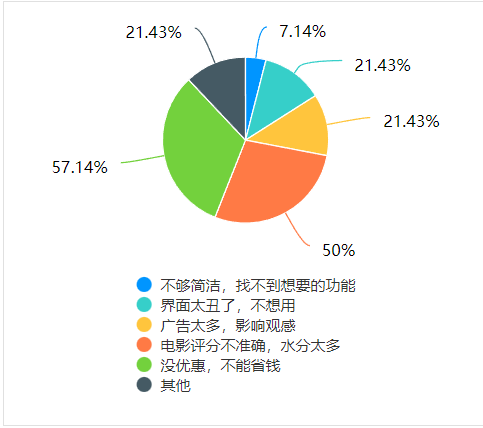 21.43%
7.14%
21.43%
21.43%
57.14%
50%
不够简洁，找不到想要的功能
界面太丑了，不想用
广告太多，影响观感
电影评分不准确，水分太多
没优惠，不能省钱
其他